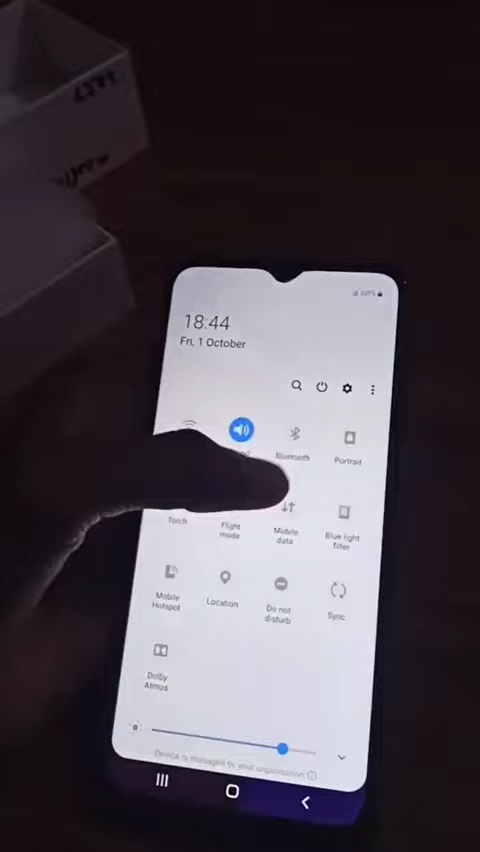 18:44
Fri, 1 October
Bluetooth
Portrait
Torch
Flight
mode
Mobile
data
Blue light
filter
Mobile
Hotspot
Location
Do not
disturb
Sync
Dolby
Atmos
Device is managed by your organisation